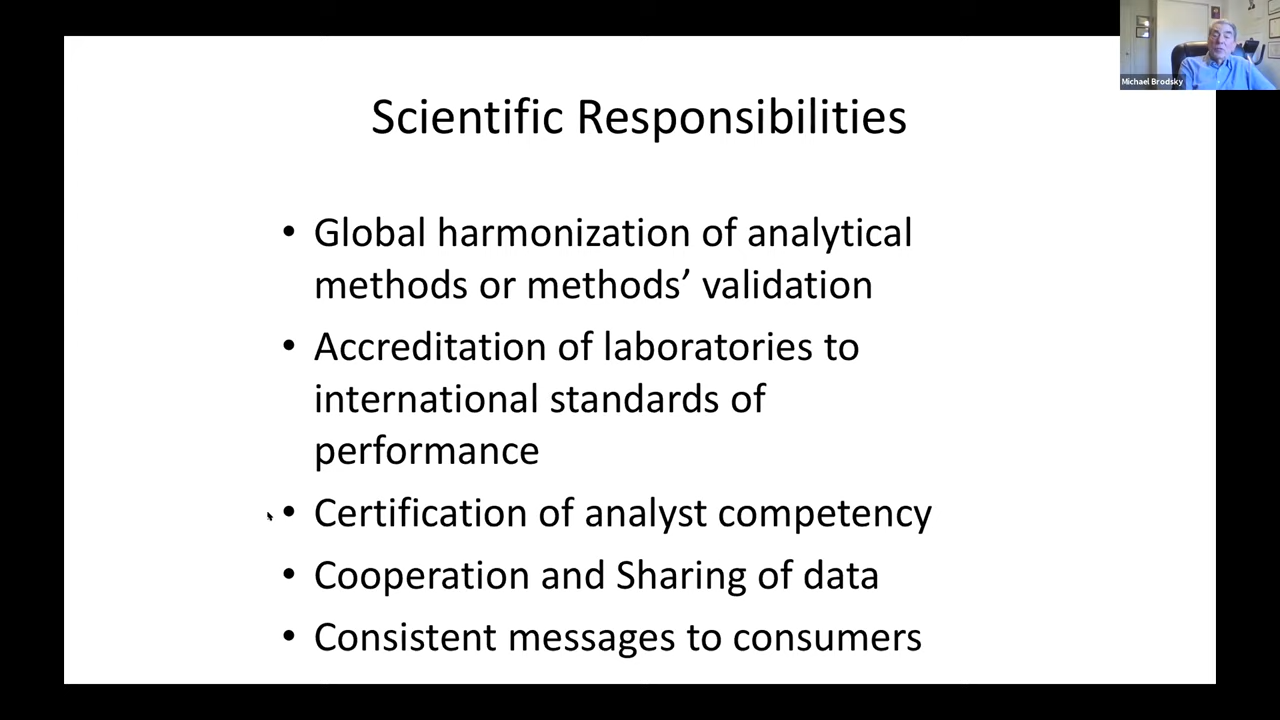 Michael Brodsky
Scientific Responsibilities
• Global harmonization of analytical
methods or methods’ validation
• Accreditation of laboratories to
international standards of
performance
• Certification of analyst competency
• Cooperation and Sharing of data
• Consistent messages to consumers